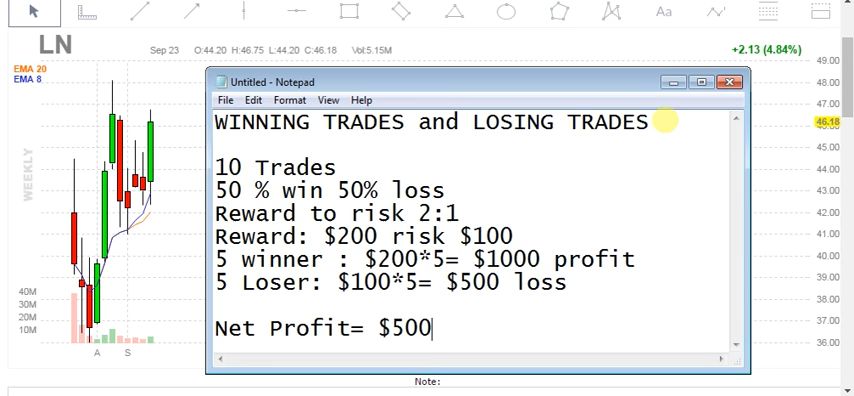 Aa
LN
Sep 23 O:44.20 H:46.75 L:44.20 C:46.18 Vol:5.15M
+2.13 (4.84%)
EMA 20
EMA 8
WEEKLY
49.00
48.00
47.00
46.18
45.00
44.00
43.00
42.00
41.00
40.00
39.00
38.00
37.00
36.00
40M
30M
20M
10M
A S
Untitled - Notepad
File Edit Format View Help
WINNING TRADES and LOSING TRADES
10 Trades
50 % win 50% loss
Reward to risk 2:1
Reward: $200 risk $100
5 winner : $200*5= $1000 profit
5 Loser: $100*5= $500 loss
Net Profit= $500
Note: